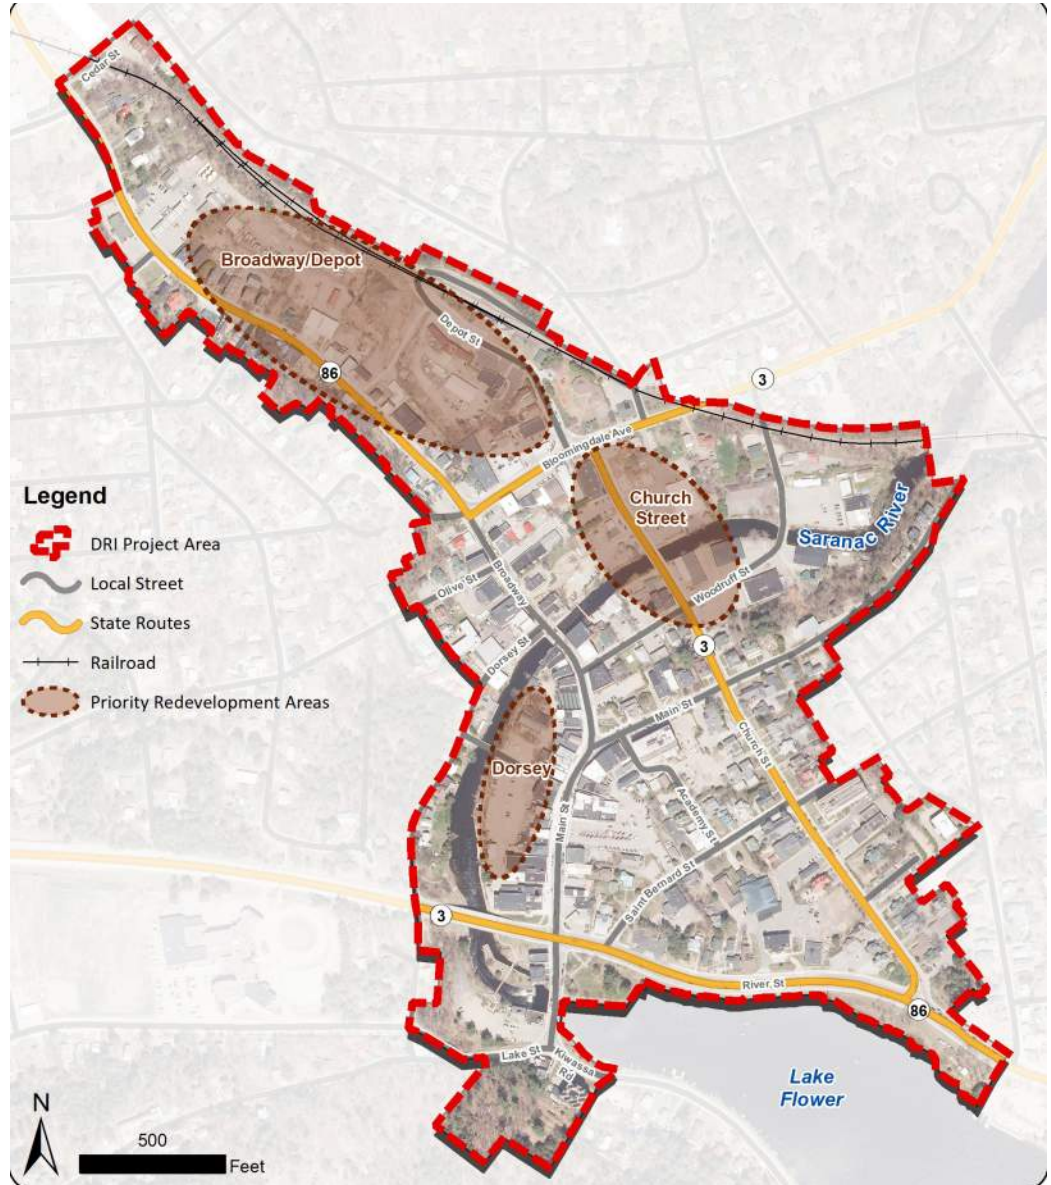 Cedar St
Broadway/Depot
Depot St
86
3
Bloomingdale Ave
Church
Street
Saranac River
Legend
DRI Project Area
Local Street
State Routes
Railroad
Priority Redevelopment Areas
Olive St
Broadway
Woodruff St
Dorsey St
3
Main St
Church St
Dorsey
Main St
Academy St
Saint Bernard St
3
River St
86
Lake St
Kiwassa
Rd
Lake
Flower
N
500
Feet